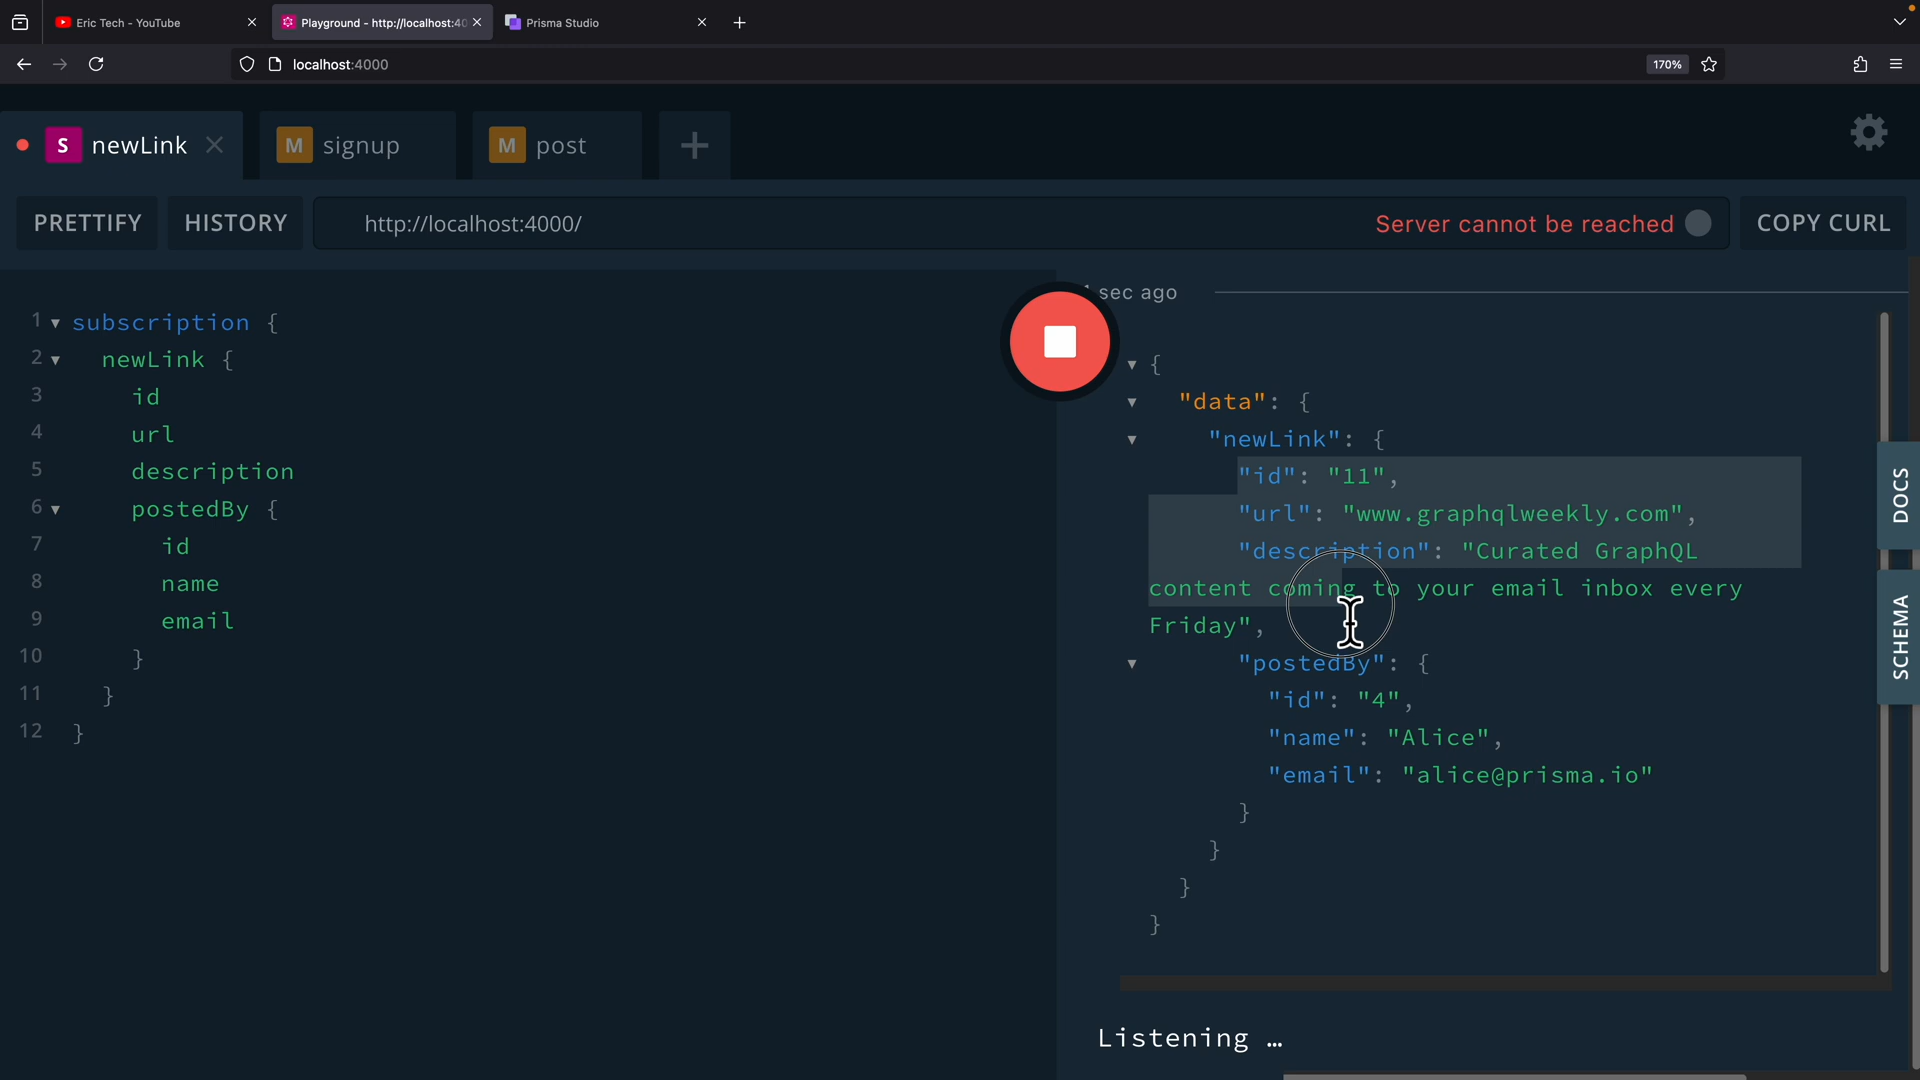 Eric Tech - YouTube
Playground - http://localhost:40
Prisma Studio
localhost:4000
170%
S newLink
M signup
M post
PRETTIFY
HISTORY
http://localhost:4000/
Server cannot be reached
COPY CURL
1 subscription {
2 newLink {
3 id
4 url
5 description
6 postedBy {
7 id
8 name
9 email
10 }
11 }
12 }
sec ago
{
"data": {
"newLink": {
"id": "11",
"url": "www.graphqlweekly.com",
"description": "Curated GraphQL
content coming to your email inbox every
Friday",
"postedBy": {
"id": "4",
"name": "Alice",
"email": "alice@prisma.io"
}
}
}
}
Listening …
DOCS
SCHEMA